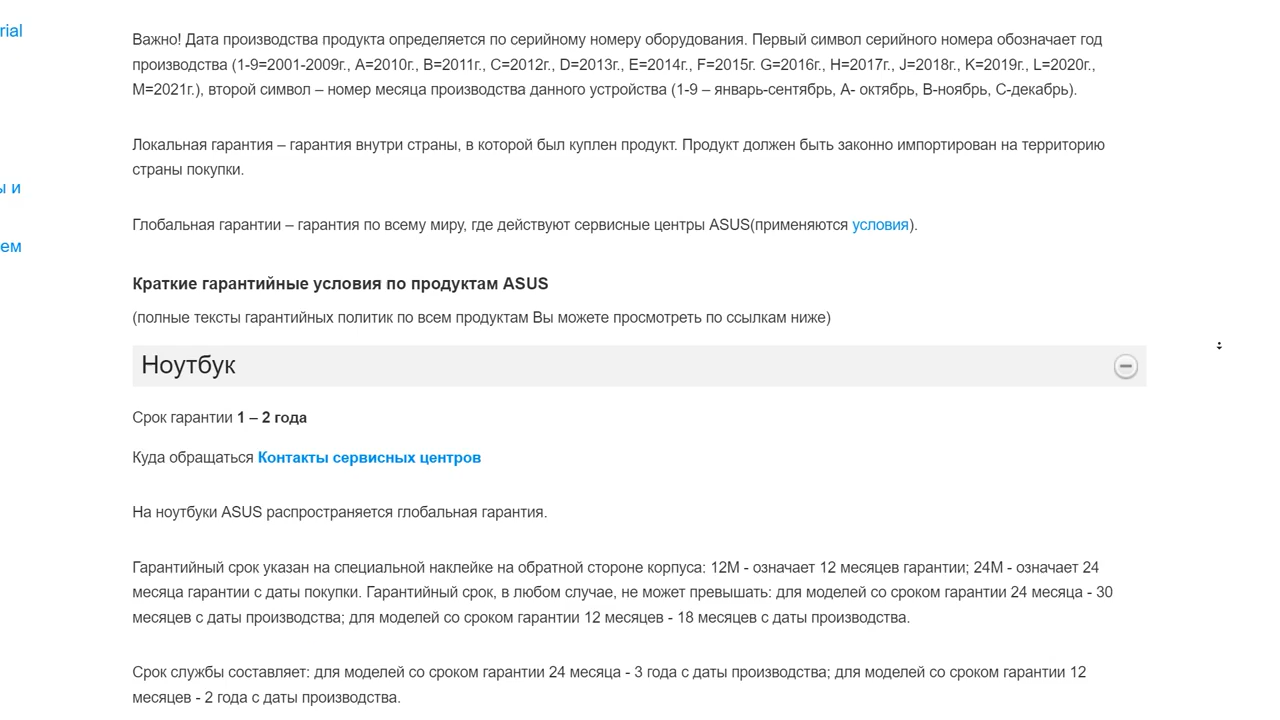 rial
Важно! Дата производства продукта определяется по серийному номеру оборудования. Первый символ серийного номера обозначает год
производства (1-9=2001-2009г., A=2010г., B=2011г., C=2012г., D=2013г., E=2014г., F=2015г. G=2016г., H=2017г., J=2018г., K=2019г., L=2020г.,
M=2021г.), второй символ – номер месяца производства данного устройства (1-9 – январь-сентябрь, А- октябрь, В-ноябрь, С-декабрь).
Локальная гарантия – гарантия внутри страны, в которой был куплен продукт. Продукт должен быть законно импортирован на территорию
страны покупки.
ы и
Глобальная гарантии – гарантия по всему миру, где действуют сервисные центры ASUS(применяются условия).
ем
Краткие гарантийные условия по продуктам ASUS
(полные тексты гарантийных политик по всем продуктам Вы можете просмотреть по ссылкам ниже)
Ноутбук
Срок гарантии 1 – 2 года
Куда обращаться Контакты сервисных центров
На ноутбуки ASUS распространяется глобальная гарантия.
Гарантийный срок указан на специальной наклейке на обратной стороне корпуса: 12М - означает 12 месяцев гарантии; 24М - означает 24
месяца гарантии с даты покупки. Гарантийный срок, в любом случае, не может превышать: для моделей со сроком гарантии 24 месяца - 30
месяцев с даты производства; для моделей со сроком гарантии 12 месяцев - 18 месяцев с даты производства.
Срок службы составляет: для моделей со сроком гарантии 24 месяца - 3 года с даты производства; для моделей со сроком гарантии 12
месяцев - 2 года с даты производства.